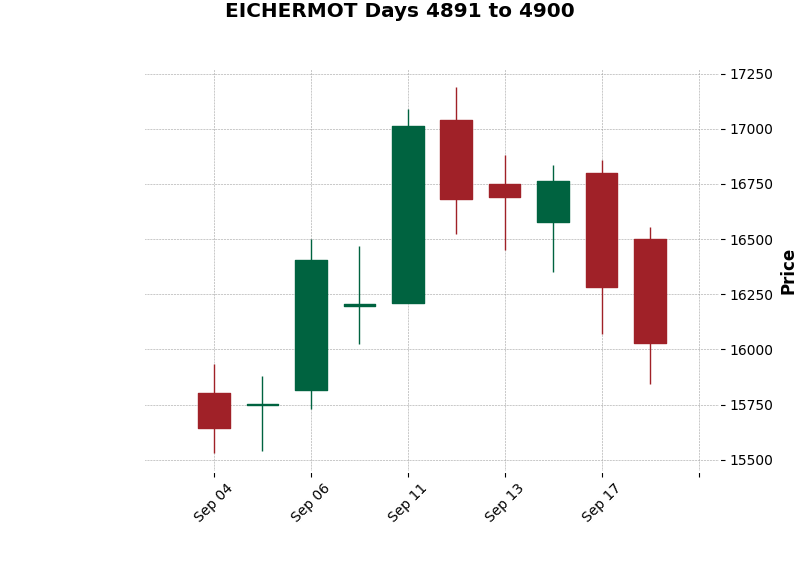 EICHERMOT Days 4891 to 4900
17250
17000
16750
16500
16250
16000
15750
15500
Price
Sep 04
Sep 06
Sep 11
Sep 13
Sep 17